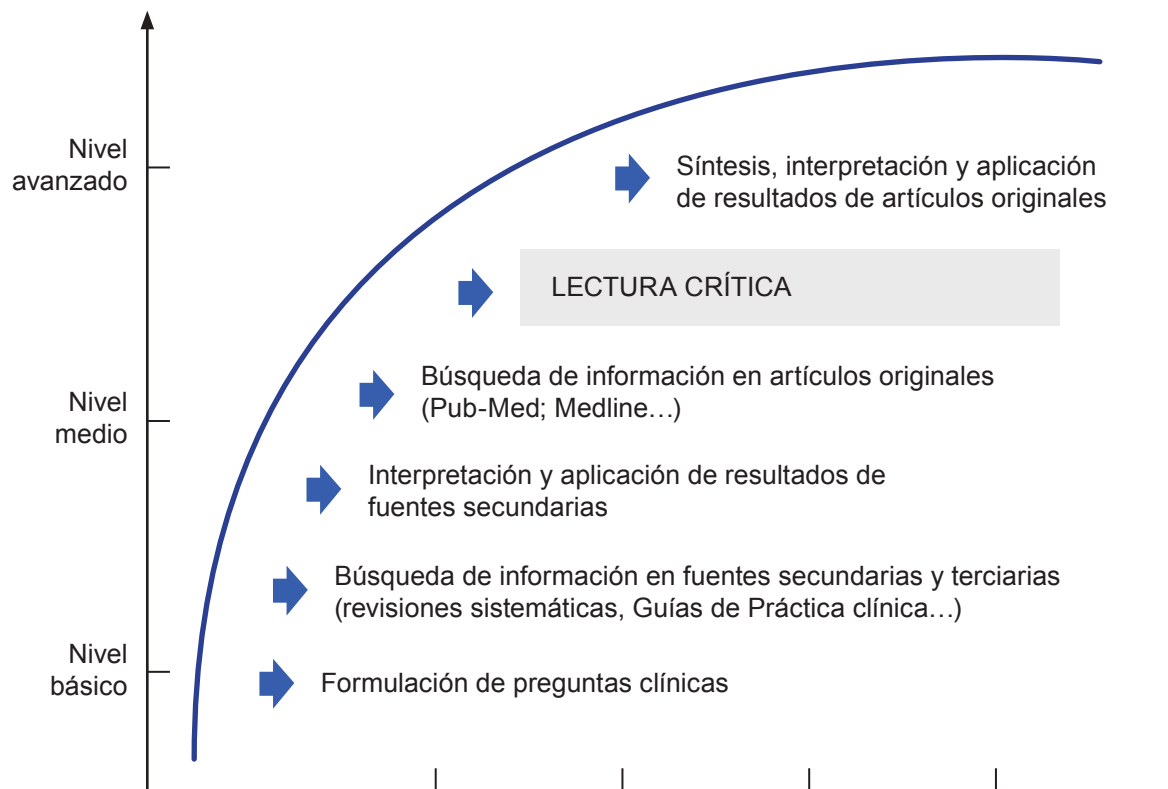 Nivel
avanzado
Síntesis, interpretación y aplicación
de resultados de artículos originales
LECTURA CRÍTICA
Búsqueda de información en artículos originales
(Pub-Med; Medline…)
Nivel
medio
Interpretación y aplicación de resultados de
fuentes secundarias
Búsqueda de información en fuentes secundarias y terciarias
(revisiones sistemáticas, Guías de Práctica clínica…)
Nivel
básico
Formulación de preguntas clínicas